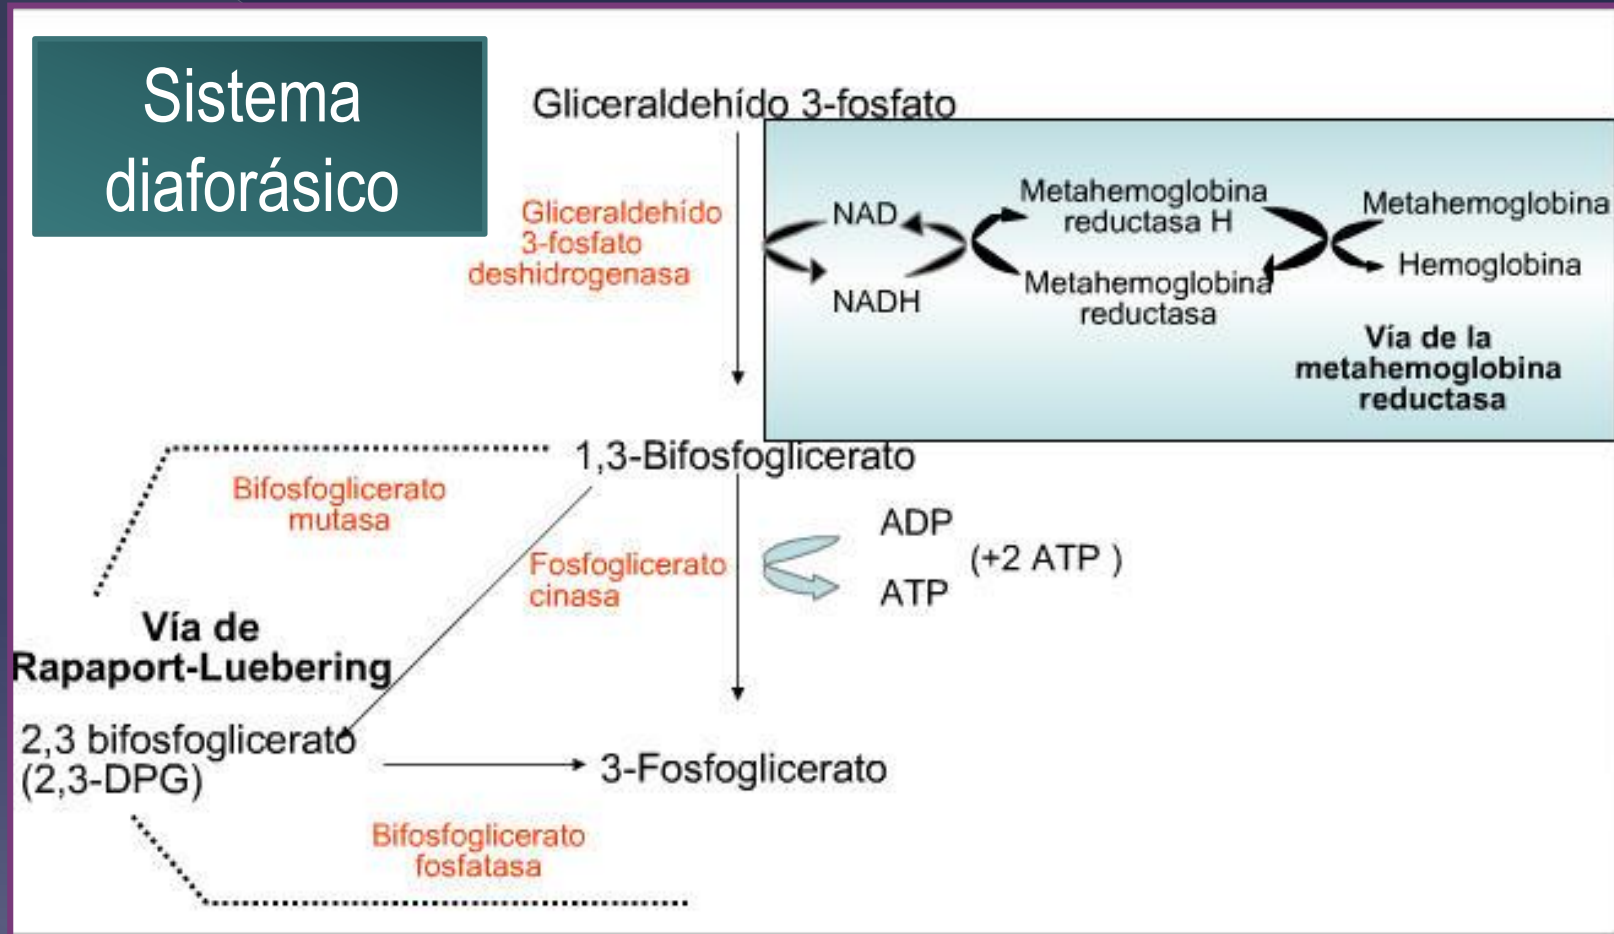 Sistema
diaforásico
Gliceraldehído 3-fosfato
Gliceraldehído
3-fosfato
deshidrogenasa
NAD
NADH
Metahemoglobina
reductasa H
Metahemoglobina
reductasa
Metahemoglobina
Hemoglobina
Vía de la
metahemoglobina
reductasa
1,3-Bifosfoglicerato
Bifosfoglicerato
mutasa
Fosfoglicerato
cinasa
ADP
(+2 ATP )
ATP
Vía de
Rapaport-Luebering
2,3 bifosfoglicerato
(2,3-DPG)
3-Fosfoglicerato
Bifosfoglicerato
fosfatasa